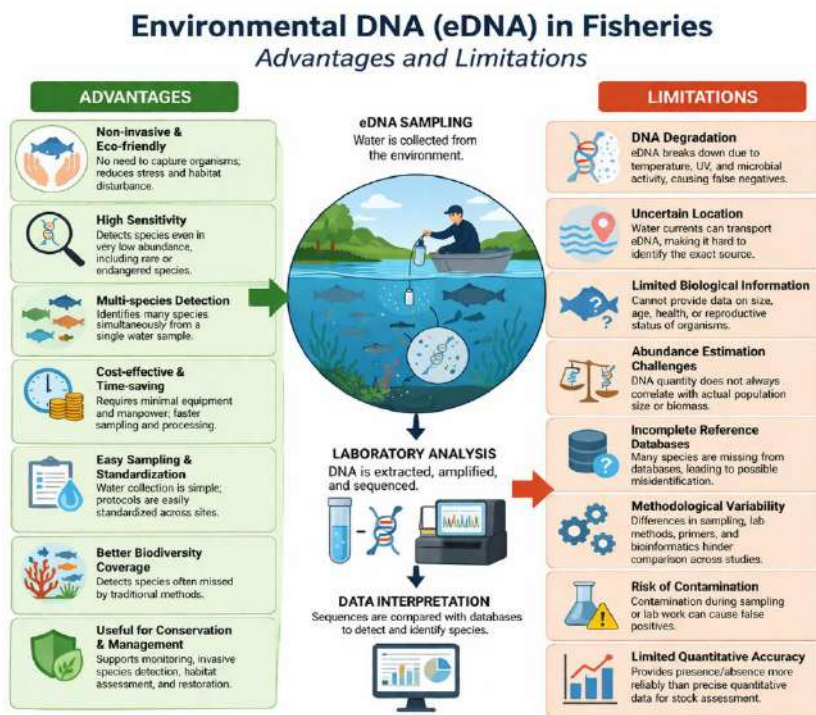 Environmental DNA (eDNA) in Fisheries
Advantages and Limitations
ADVANTAGES
Non-invasive &
Eco-friendly
No need to capture organisms;
reduces stress and habitat
disturbance.
High Sensitivity
Detects species even in
very low abundance,
including rare or
endangered species.
Multi-species Detection
Identifies many species
simultaneously from a
single water sample.
Cost-effective &
Time-saving
Requires minimal equipment
and manpower; faster
sampling and processing.
Easy Sampling &
Standardization
Water collection is simple;
protocols are easily
standardized across sites.
Better Biodiversity
Coverage
Detects species often missed
by traditional methods.
Useful for Conservation
& Management
Supports monitoring, invasive
species detection, habitat
assessment, and restoration.
eDNA SAMPLING
Water is collected from
the environment.
LABORATORY ANALYSIS
DNA is extracted, amplified,
and sequenced.
DATA INTERPRETATION
Sequences are compared with databases
to detect and identify species.
LIMITATIONS
DNA Degradation
eDNA breaks down due to
temperature, UV, and microbial
activity, causing false negatives.
Uncertain Location
Water currents can transport
eDNA, making it hard to
identify the exact source.
Limited Biological Information
Cannot provide data on size,
age, health, or reproductive
status of organisms.
Abundance Estimation
Challenges
DNA quantity does not always
correlate with actual population
size or biomass.
Incomplete Reference
Databases
Many species are missing from
databases, leading to possible
misidentification.
Methodological Variability
Differences in sampling, lab
methods, primers, and
bioinformatics hinder
comparison across studies.
Risk of Contamination
Contamination during sampling
or lab work can cause false
positives.
Limited Quantitative Accuracy
Provides presence/absence more
reliably than precise quantitative
data for stock assessment.